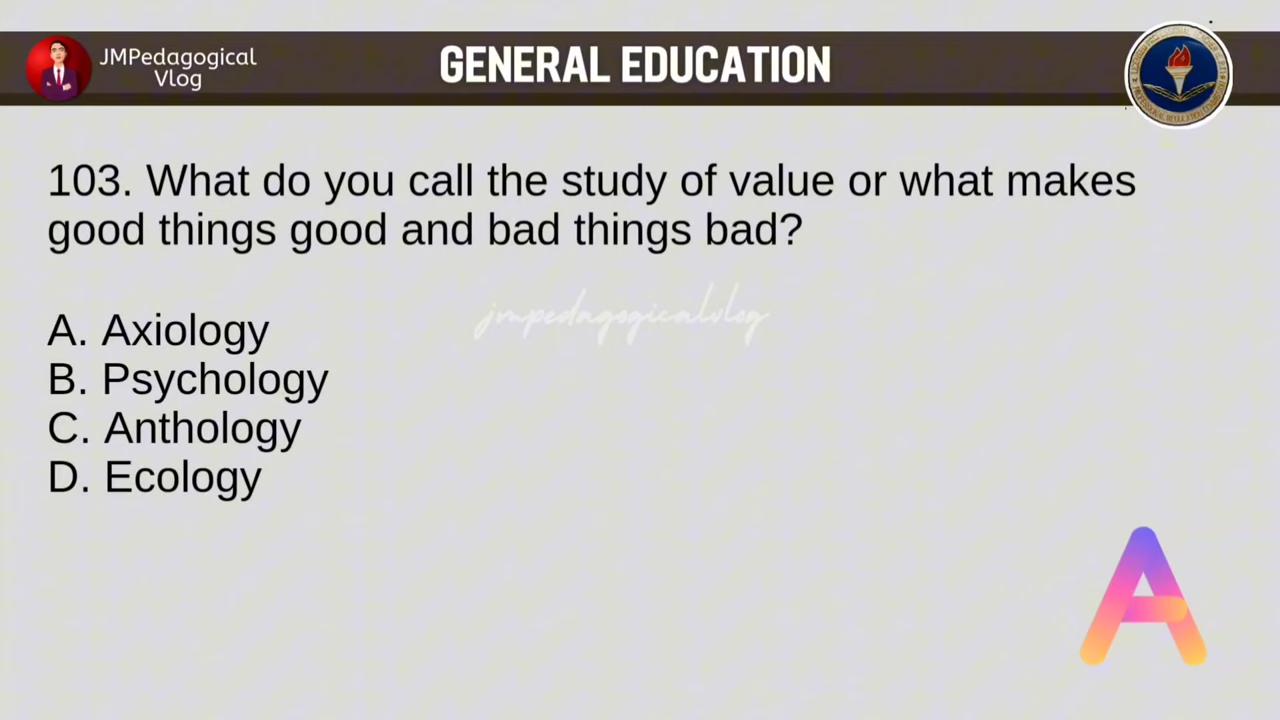 JMPedagogical
Vlog
GENERAL EDUCATION
103. What do you call the study of value or what makes
good things good and bad things bad?
jmpedagogicalvlog
A. Axiology
B. Psychology
C. Anthology
D. Ecology
A